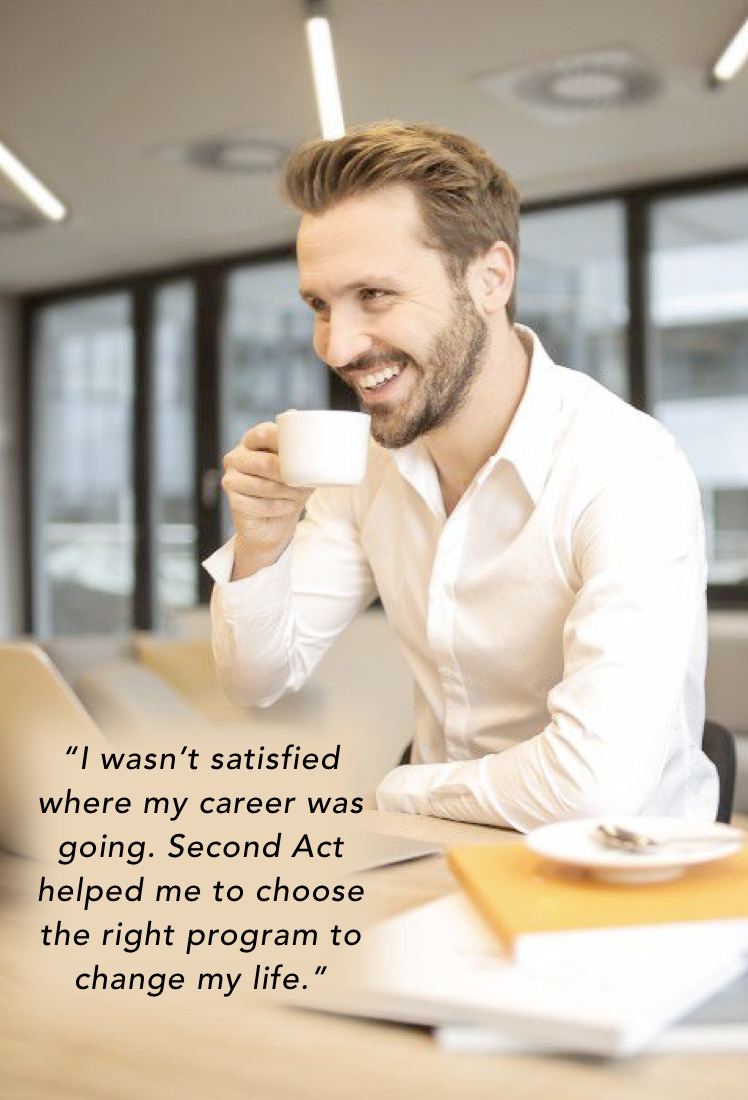 “I wasn’t satisfied
where my career was
going. Second Act
helped me to choose
the right program to
change my life.”